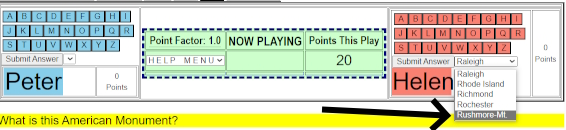 A B C D E F G H I
J K L M N O P Q R
S T U V W X Y Z
Submit Answer
Peter
0
Points
Point Factor: 1.0
NOW PLAYING
Points This Play
HELP MENU
20
A B C D E F G H I
J K L M N O P Q R
S T U V W X Y Z
Submit Answer
Raleigh
Helen
Raleigh
Rhode Island
Richmond
Rochester
Rushmore-Mt.
0
Points
What is this American Monument?